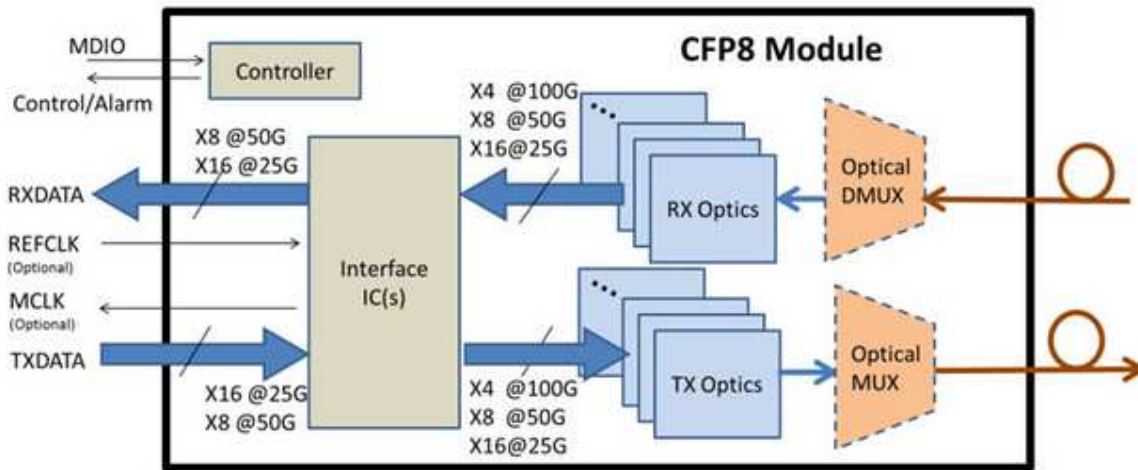 CFP8 Module
MDIO
Controller
Control/Alarm
X4 @100G
X8 @50G
X16@25G
X8 @50G
X16 @25G
Optical
DMUX
RXDATA
RX Optics
REFCLK
(Optional)
Interface
IC(s)
MCLK
(Optional)
TXDATA
X16 @25G
X8 @50G
X4 @100G
X8 @50G
X16@25G
TX Optics
Optical
MUX